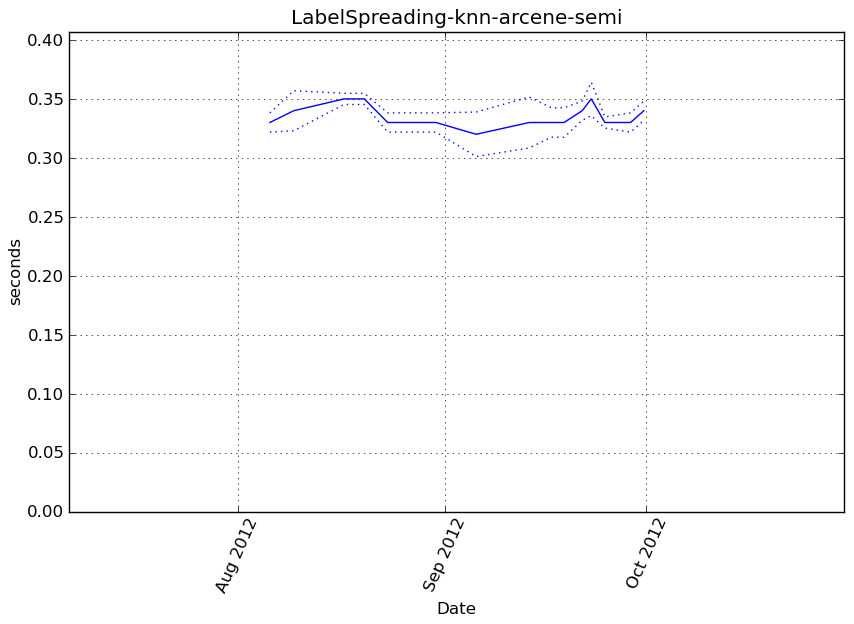 LabelSpreading-knn-arcene-semi
0.40
0.35
0.30
0.25
0.20
0.15
0.10
0.05
0.00
seconds
Aug 2012
Sep 2012
Oct 2012
Date